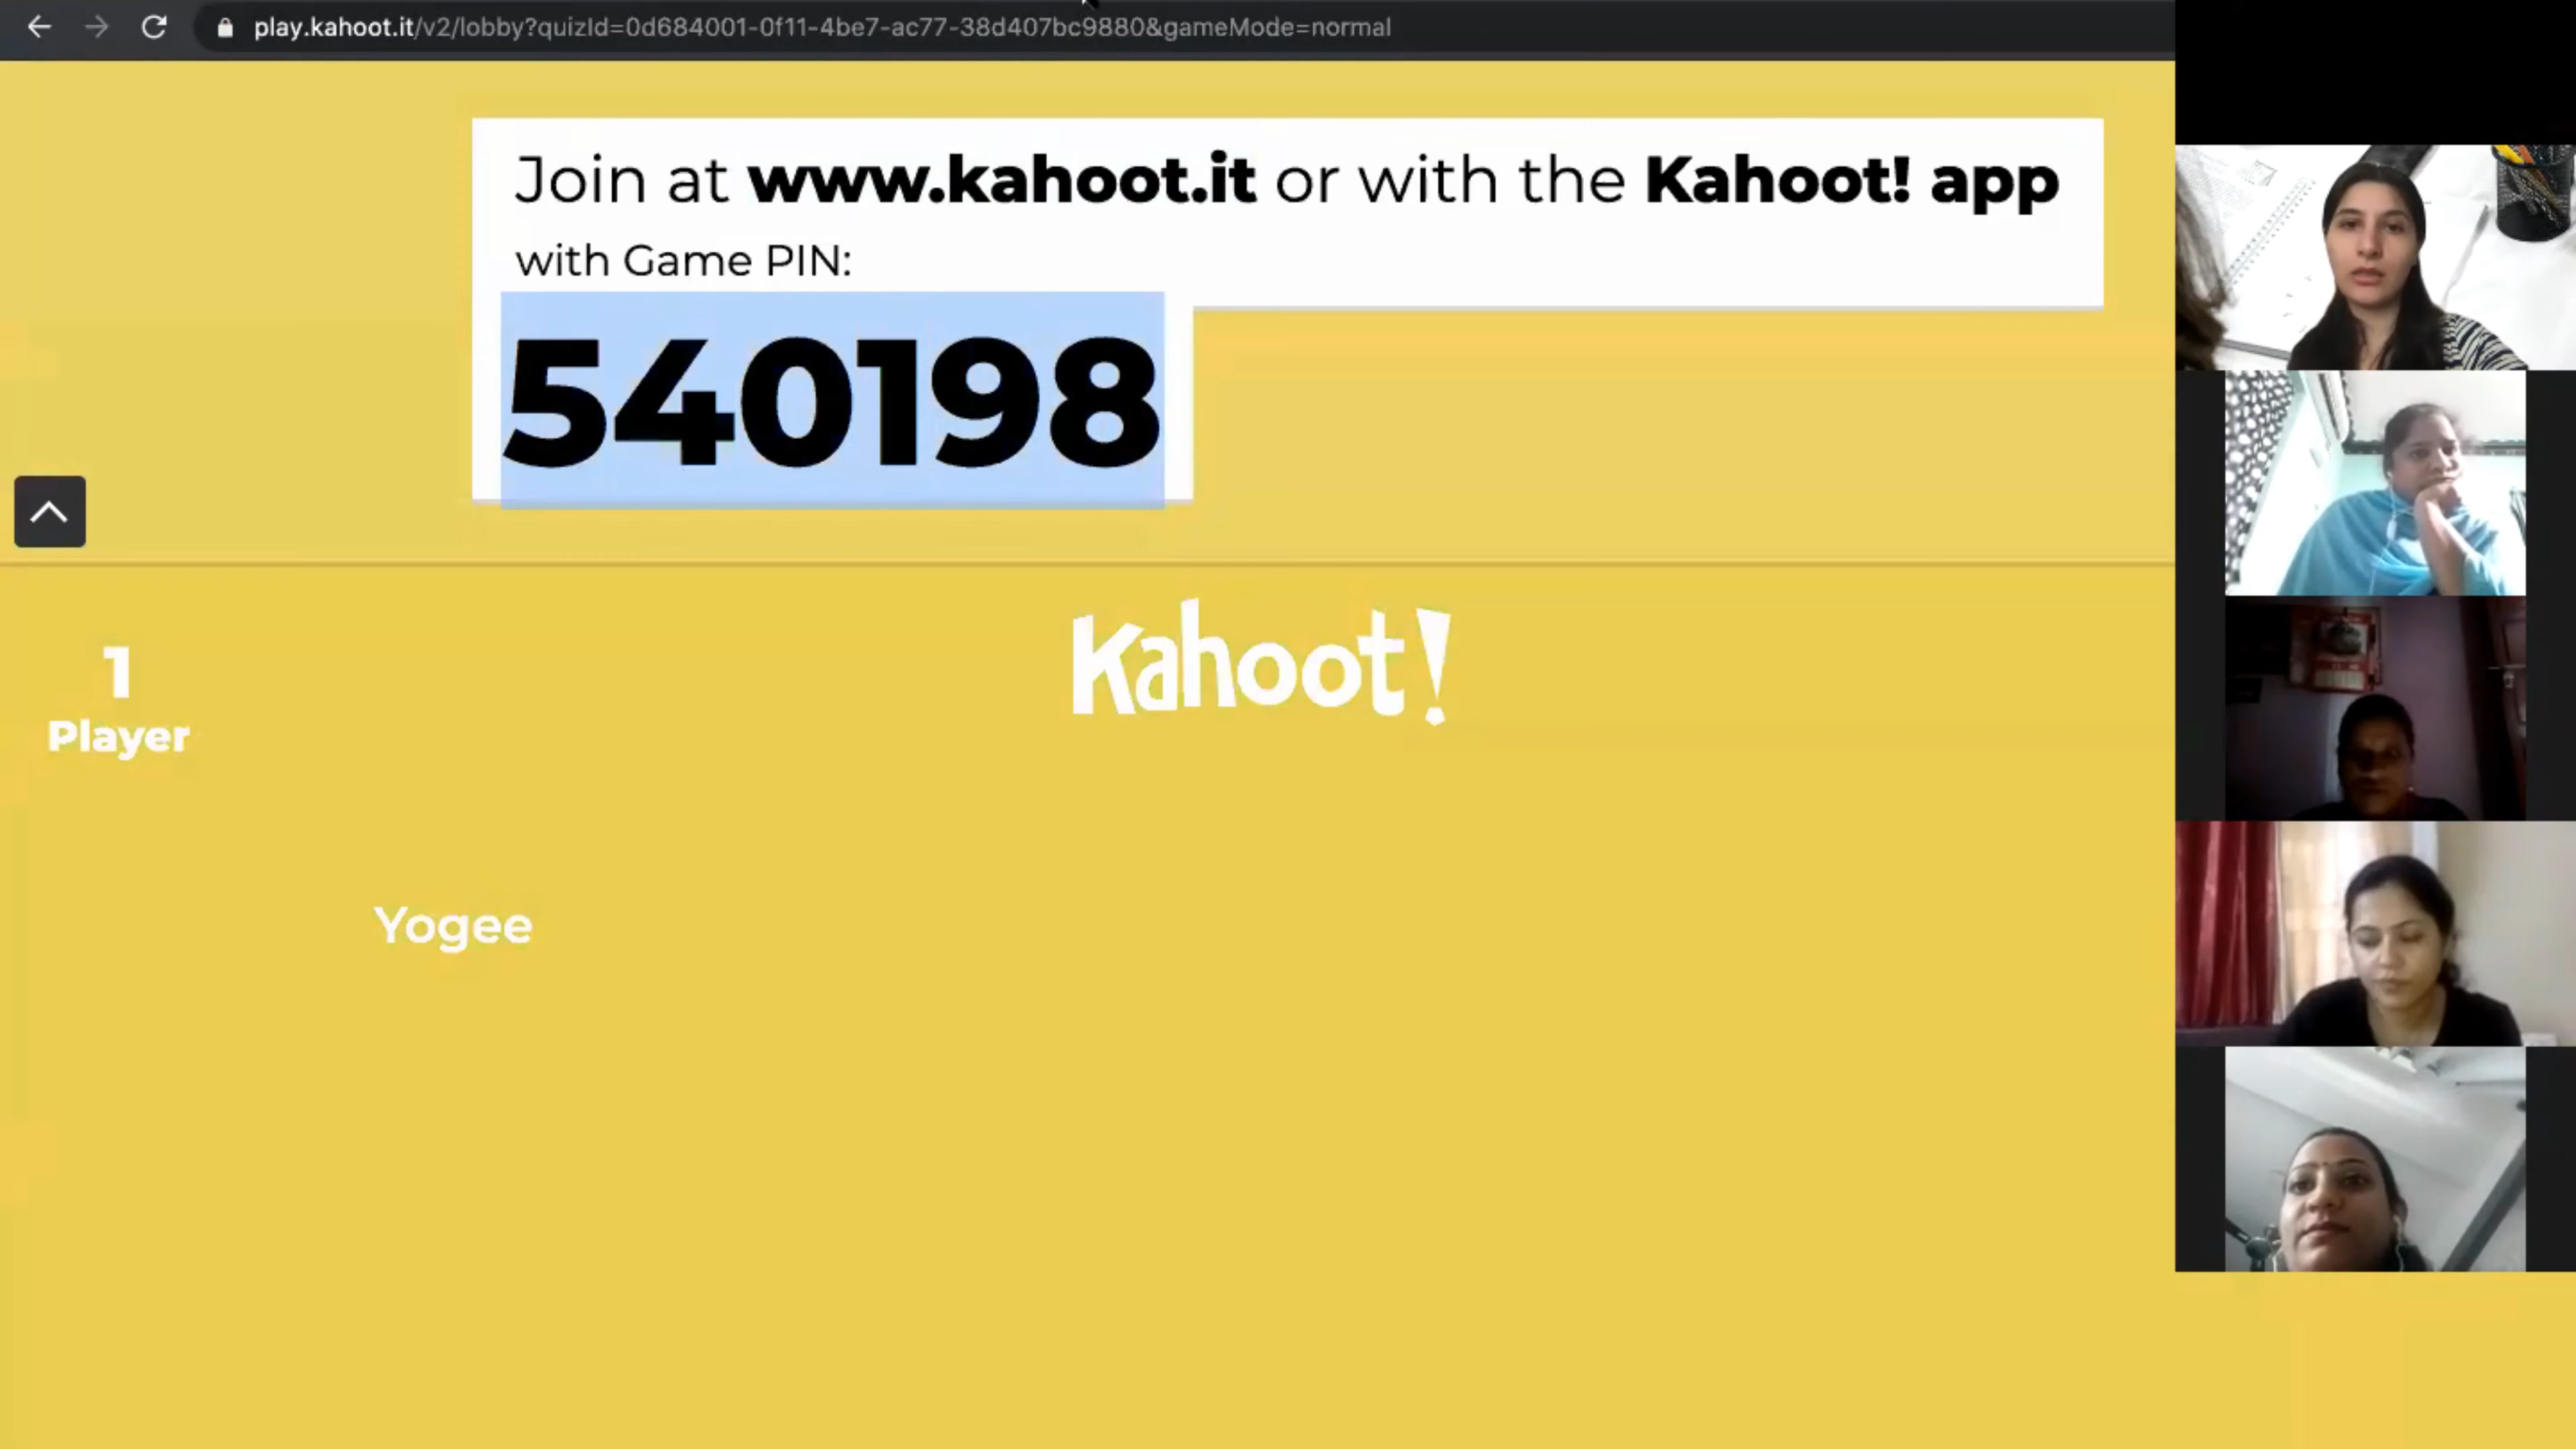 play.kahoot.it/v2/lobby?quizId=0d684001-0f11-4be7-ac77-38d407bc9880&gameMode=normal
Join at www.kahoot.it or with the Kahoot! app
with Game PIN:
540198
Kahoot!
1
Player
Yogee